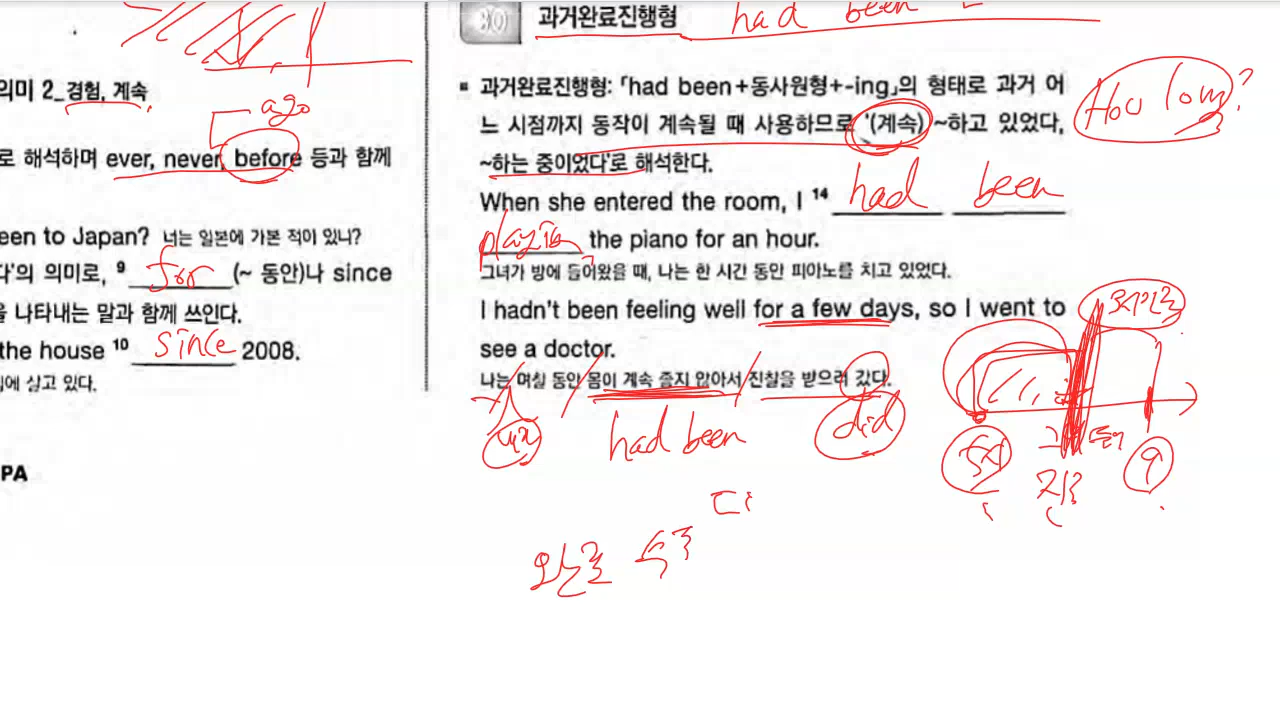 의미 2_경험, 계속
ago
로 해석하며 ever, never, before 등과 함께
een to Japan? 너는 일본에 가본 적이 있니?
다'의 의미로, 9 for (~ 동안)나 since
을 나타내는 말과 함께 쓰인다.
the house 10 since 2008.
에 살고 있다.
PA
30 과거완료진행형 had been
과거완료진행형: 「had been+동사원형+-ing」의 형태로 과거 어
느 시점까지 동작이 계속될 때 사용하므로 '(계속) ~하고 있었다,
~하는 중이었다'로 해석한다.
How long?
When she entered the room, I 14 had been
the piano for an hour.
그녀가 방에 들어왔을 때, 나는 한 시간 동안 피아노를 치고 있었다.
I hadn't been feeling well for a few days, so I went to
see a doctor.
나는 며칠 동안 몸이 계속 좋지 않아서 진찰을 받으러 갔다.
had been did